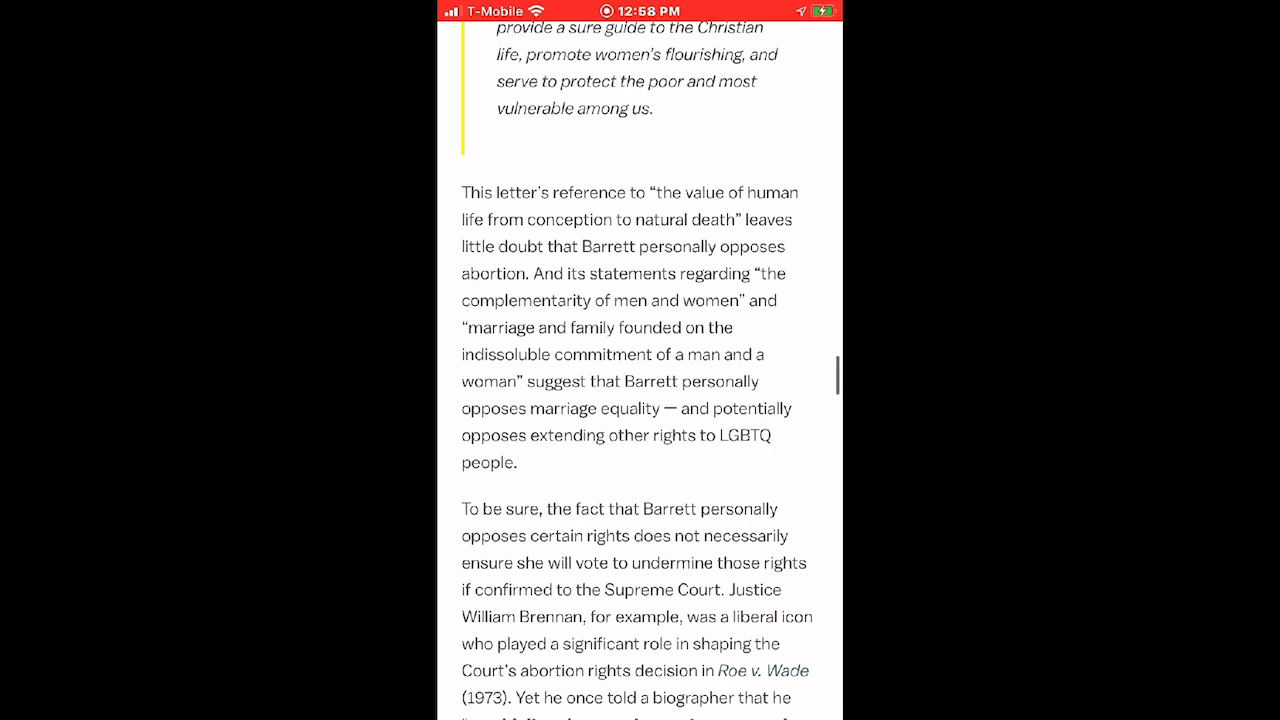 T-Mobile 12:58 PM
provide a sure guide to the Christian
life, promote women’s flourishing, and
serve to protect the poor and most
vulnerable among us.
This letter’s reference to “the value of human
life from conception to natural death” leaves
little doubt that Barrett personally opposes
abortion. And its statements regarding “the
complementarity of men and women” and
“marriage and family founded on the
indissoluble commitment of a man and a
woman” suggest that Barrett personally
opposes marriage equality — and potentially
opposes extending other rights to LGBTQ
people.
To be sure, the fact that Barrett personally
opposes certain rights does not necessarily
ensure she will vote to undermine those rights
if confirmed to the Supreme Court. Justice
William Brennan, for example, was a liberal icon
who played a significant role in shaping the
Court’s abortion rights decision in Roe v. Wade
(1973). Yet he once told a biographer that he